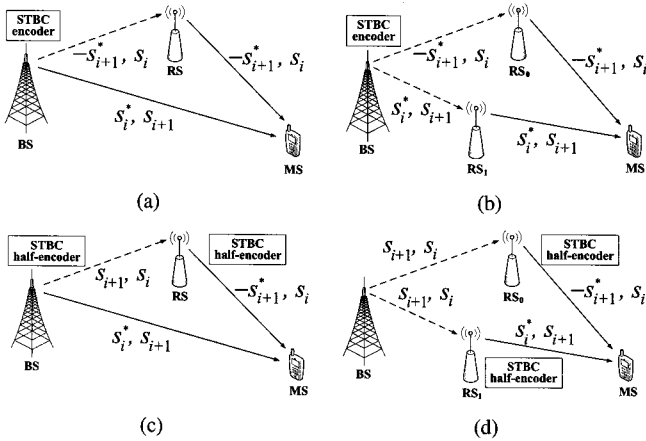 STBC
encoder
-S*i+1, Si
RS
-S*i+1, Si
S*i, Si+1
BS
MS
(a)
STBC
encoder
-S*i+1, Si
RS0
-S*i+1, Si
S*i, Si+1
S*i, Si+1
BS
RS1
MS
(b)
STBC
half-encoder
STBC
half-encoder
Si+1, Si
RS
-S*i+1, Si
S*i, Si+1
BS
MS
(c)
Si+1, Si
STBC
half-encoder
Si+1, Si
RS0
-S*i+1, Si
S*i, Si+1
BS
RS1
STBC
half-encoder
MS
(d)